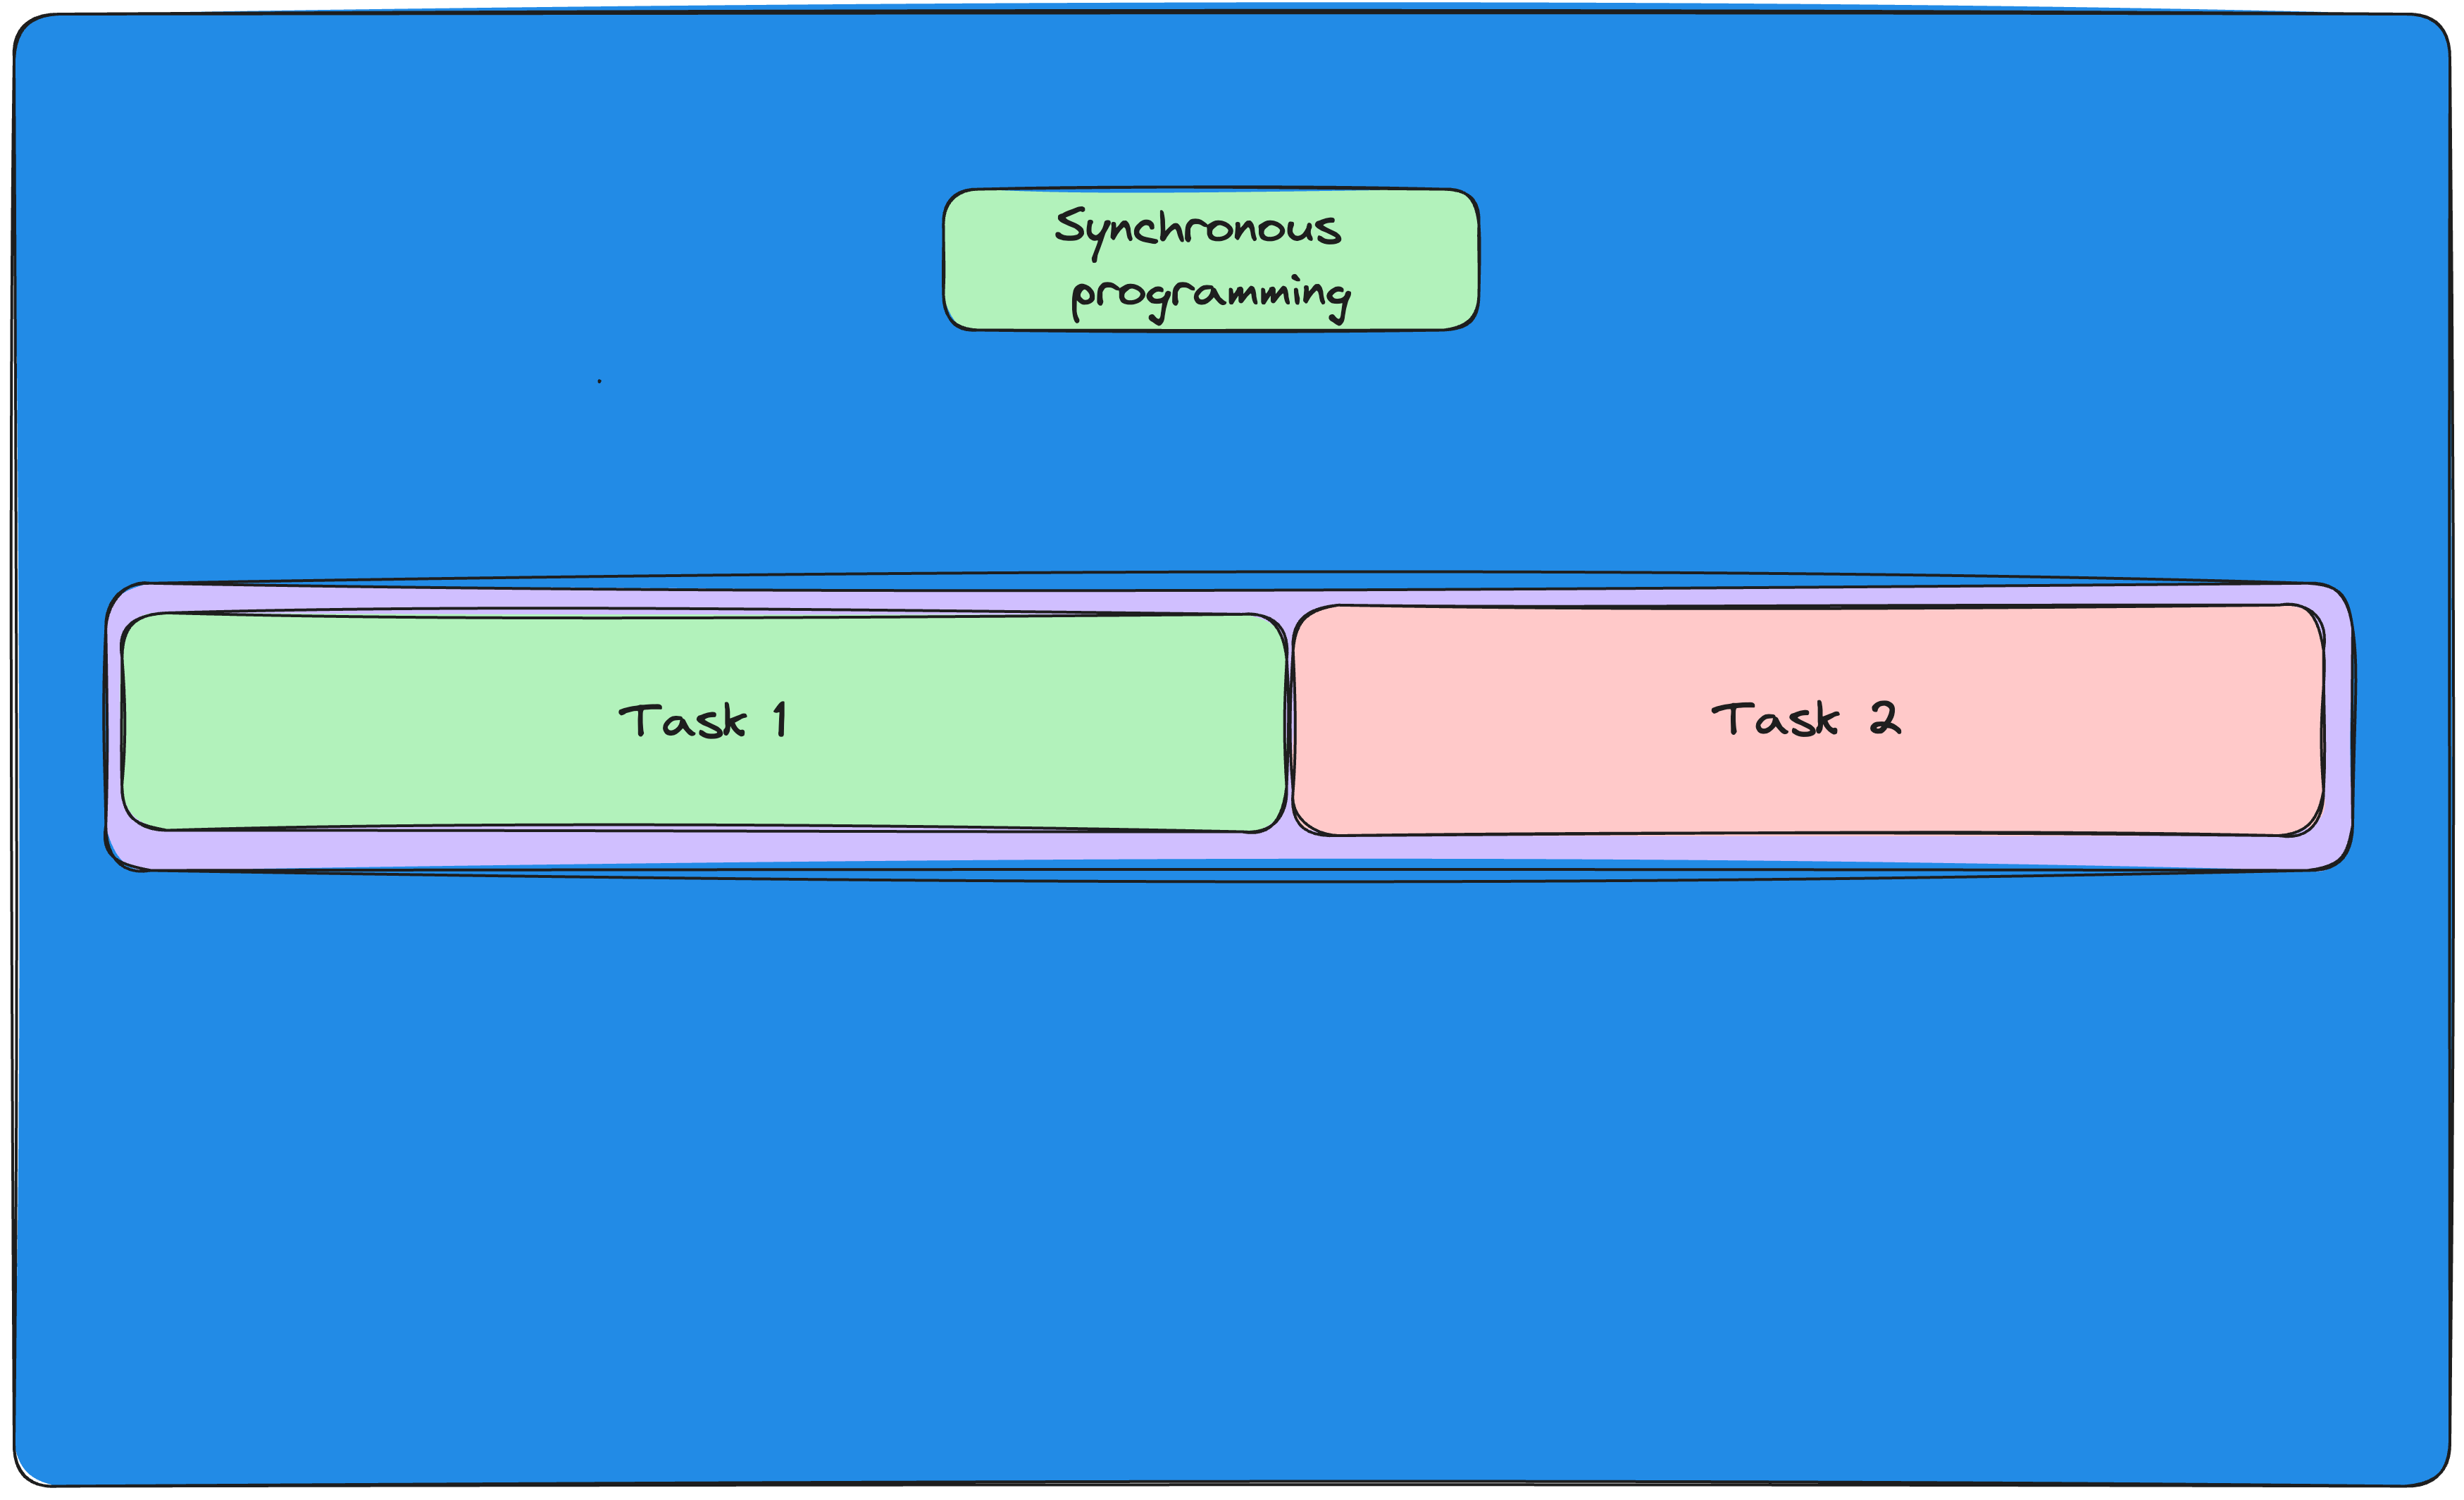 Synchronous
programming
Task 1
Task 2